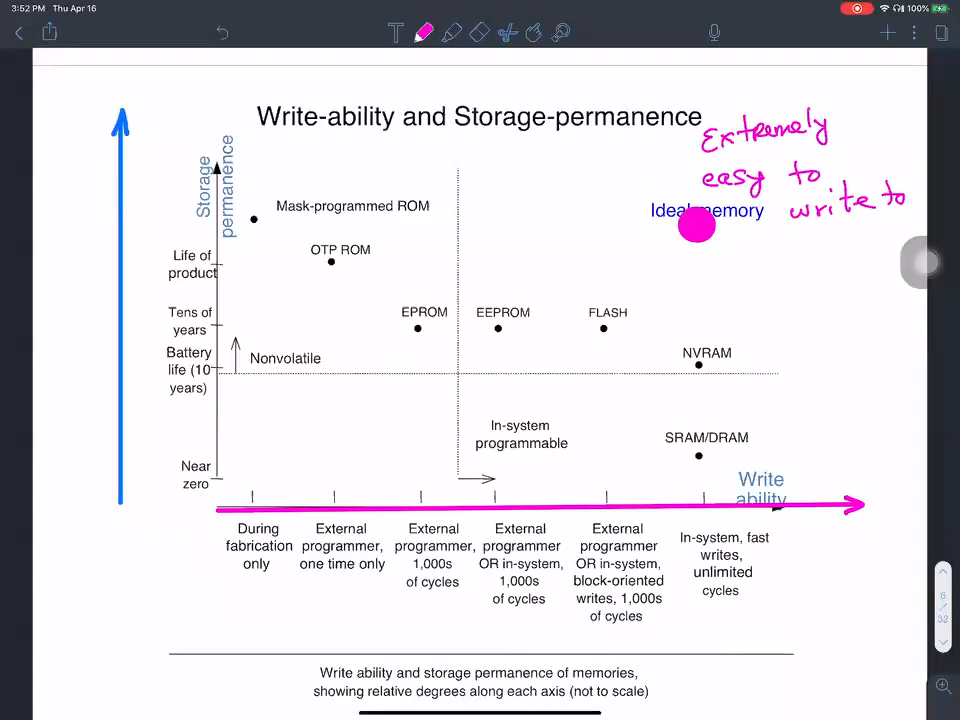 3:52 PM Thu Apr 16
100%
Write-ability and Storage-permanence
Extremely
easy to
write to
Storage
permanence
Mask-programmed ROM
Ideal memory
OTP ROM
Life of
product
EPROM
EEPROM
FLASH
Tens of
years
Battery
life (10
years)
Nonvolatile
NVRAM
In-system
programmable
SRAM/DRAM
Near
zero
Write
ability
During
fabrication
only
External
programmer,
one time only
External
programmer,
1,000s
of cycles
External
programmer
OR in-system,
1,000s
of cycles
External
programmer
OR in-system,
block-oriented
writes, 1,000s
of cycles
In-system, fast
writes,
unlimited
cycles
6
32
Write ability and storage permanence of memories,
showing relative degrees along each axis (not to scale)